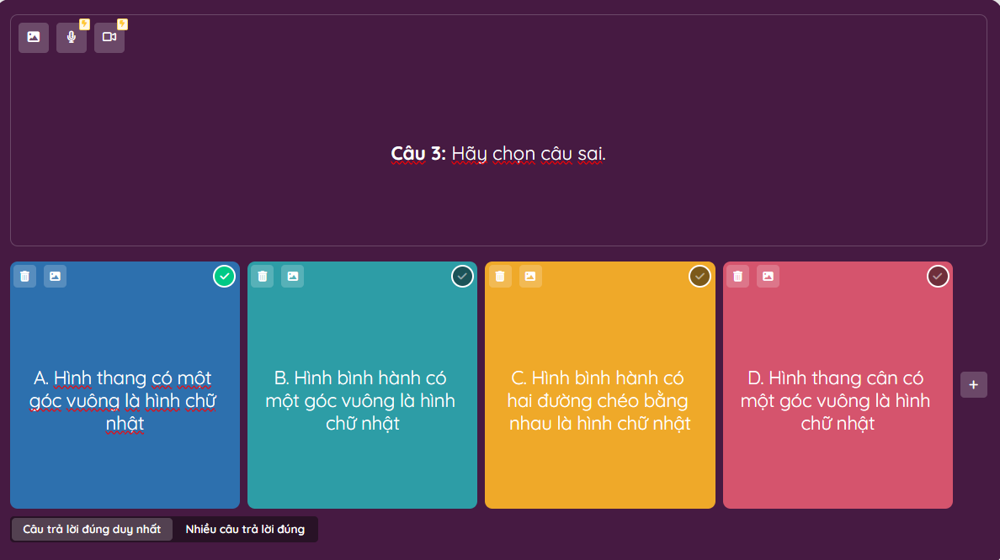 Câu 3: Hãy chọn câu sai.
A. Hình thang có một
góc vuông là hình chữ
nhật
B. Hình bình hành có
một góc vuông là hình
chữ nhật
C. Hình bình hành có
hai đường chéo bằng
nhau là hình chữ nhật
D. Hình thang cân có
một góc vuông là hình
chữ nhật
Câu trả lời đúng duy nhất
Nhiều câu trả lời đúng